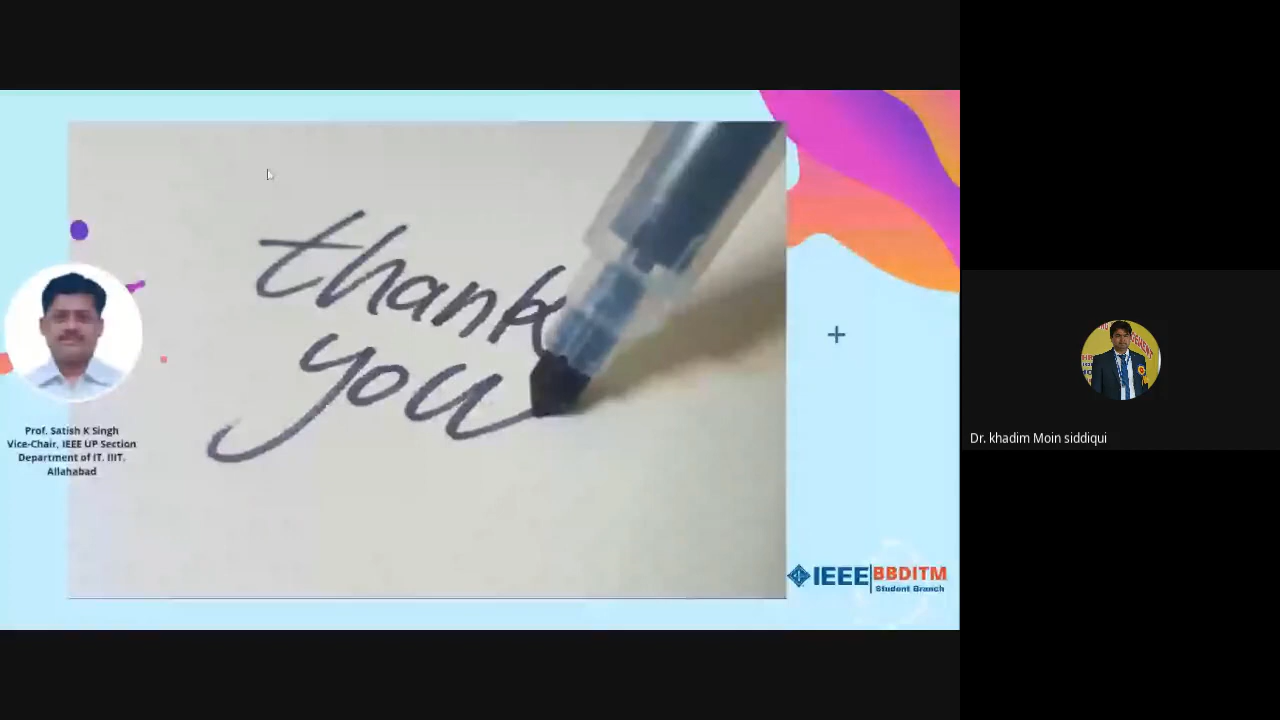 thank
you
Prof. Satish K Singh
Vice-Chair, IEEE UP Section
Department of IT. IIIT.
Allahabad
IEEE BBDITM
Student Branch
Dr. khadim Moin siddiqui